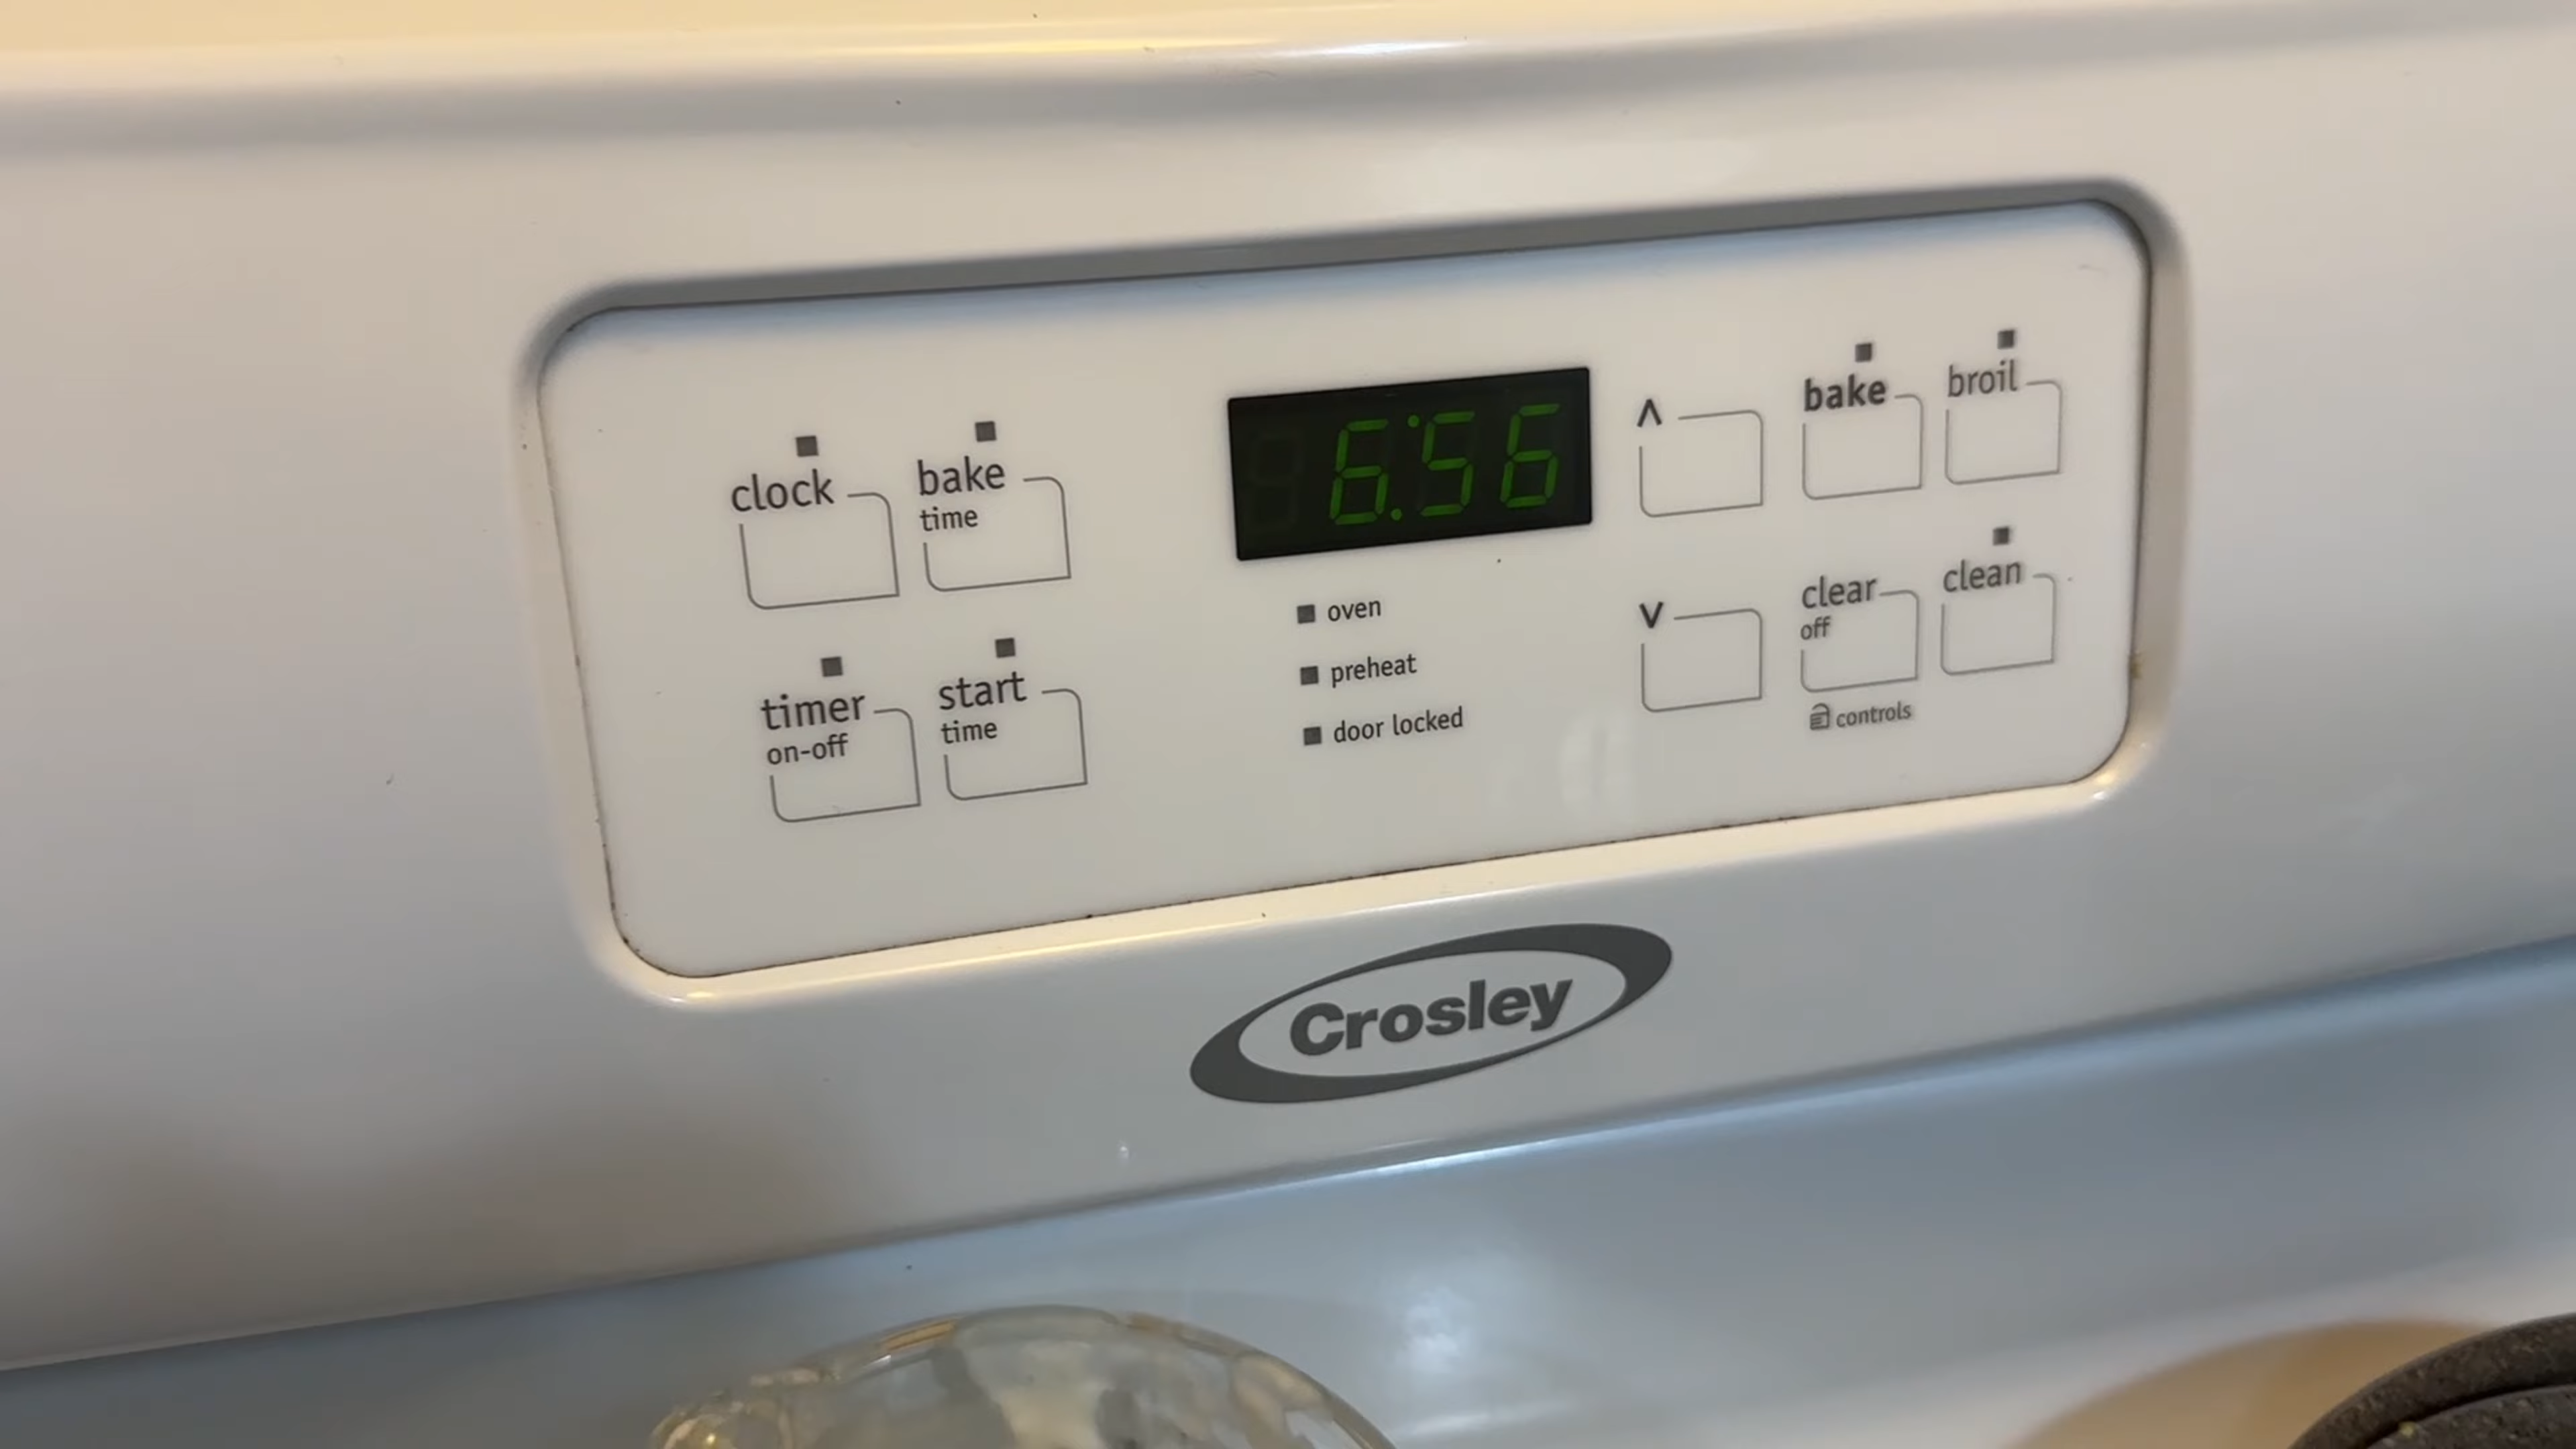 clock
bake
time
6:56
^
bake
broil
timer
on-off
start
time
oven
preheat
door locked
v
clear
off
clean
controls
Crosley